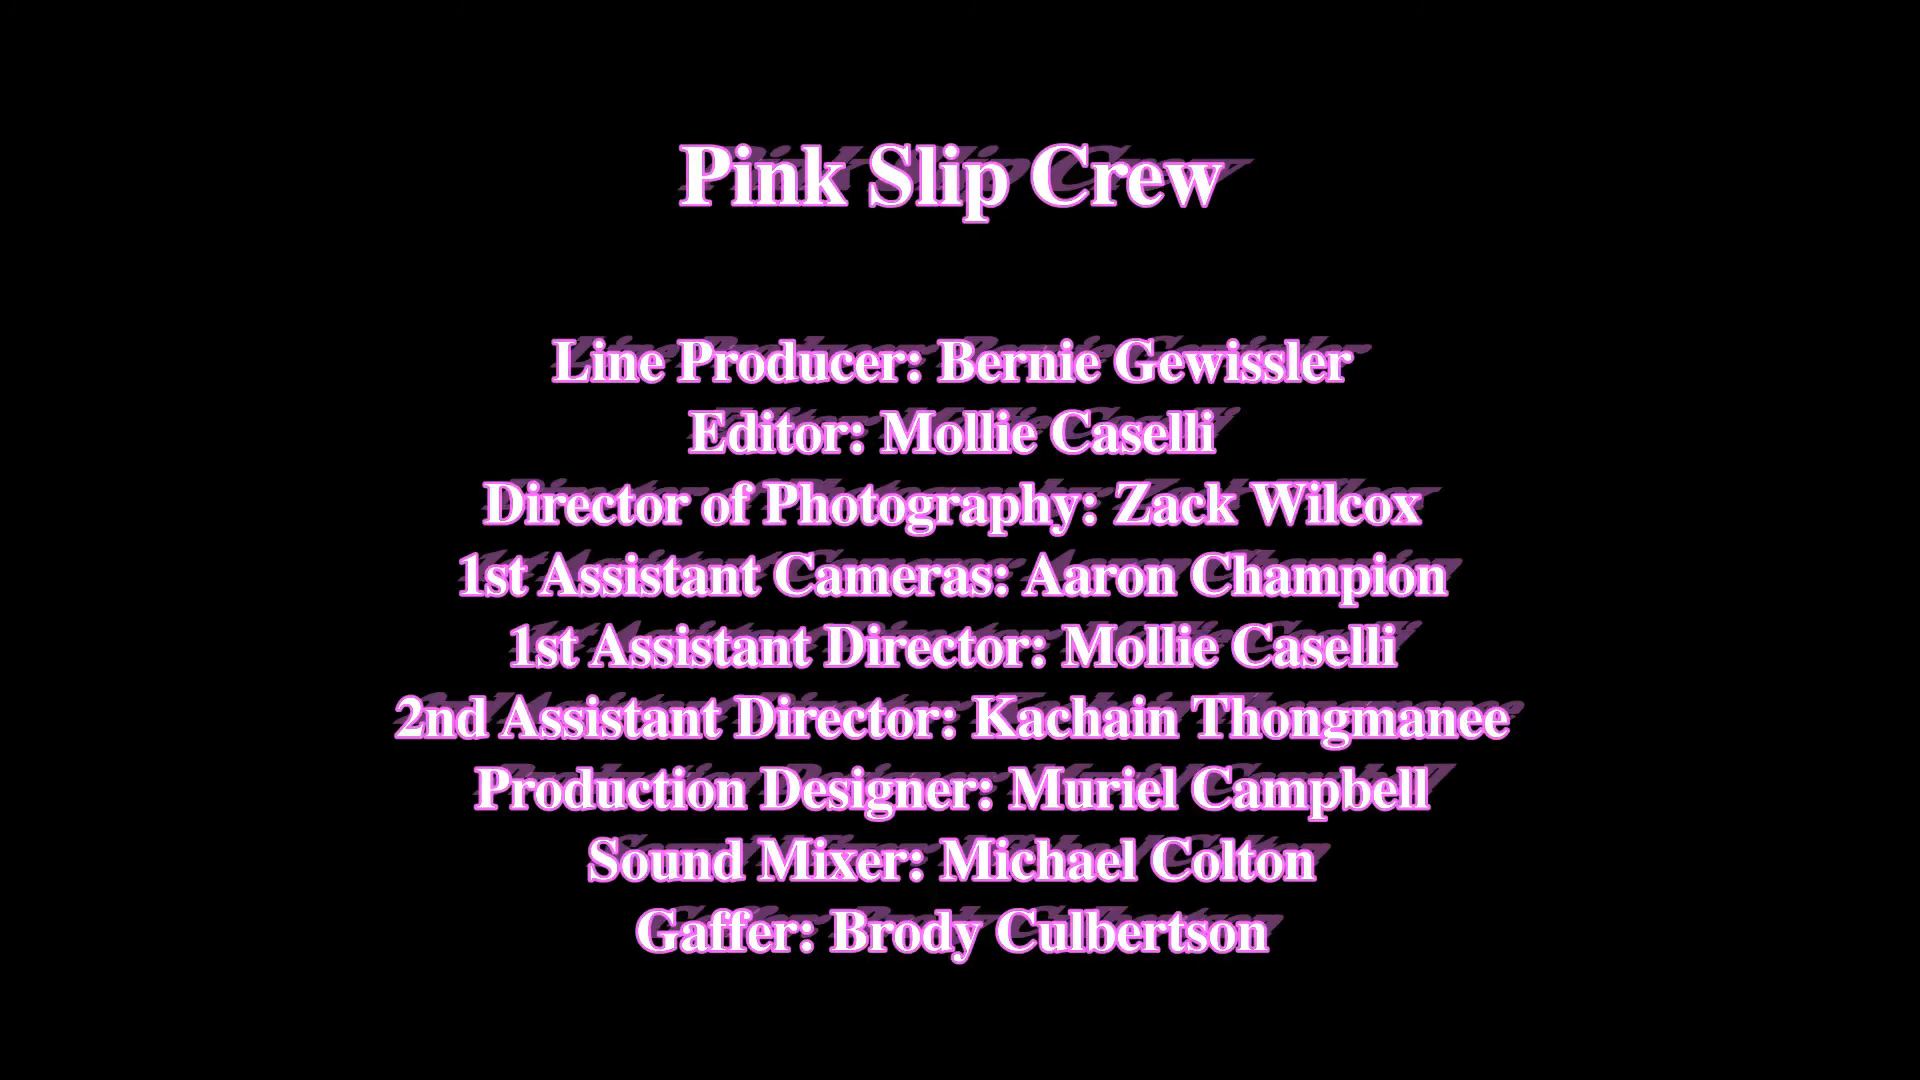 Pink Slip Crew
Line Producer: Bernie Gewissler
Editor: Mollie Caselli
Director of Photography: Zack Wilcox
1st Assistant Cameras: Aaron Champion
1st Assistant Director: Mollie Caselli
2nd Assistant Director: Kachain Thongmanee
Production Designer: Muriel Campbell
Sound Mixer: Michael Colton
Gaffer: Brody Culbertson